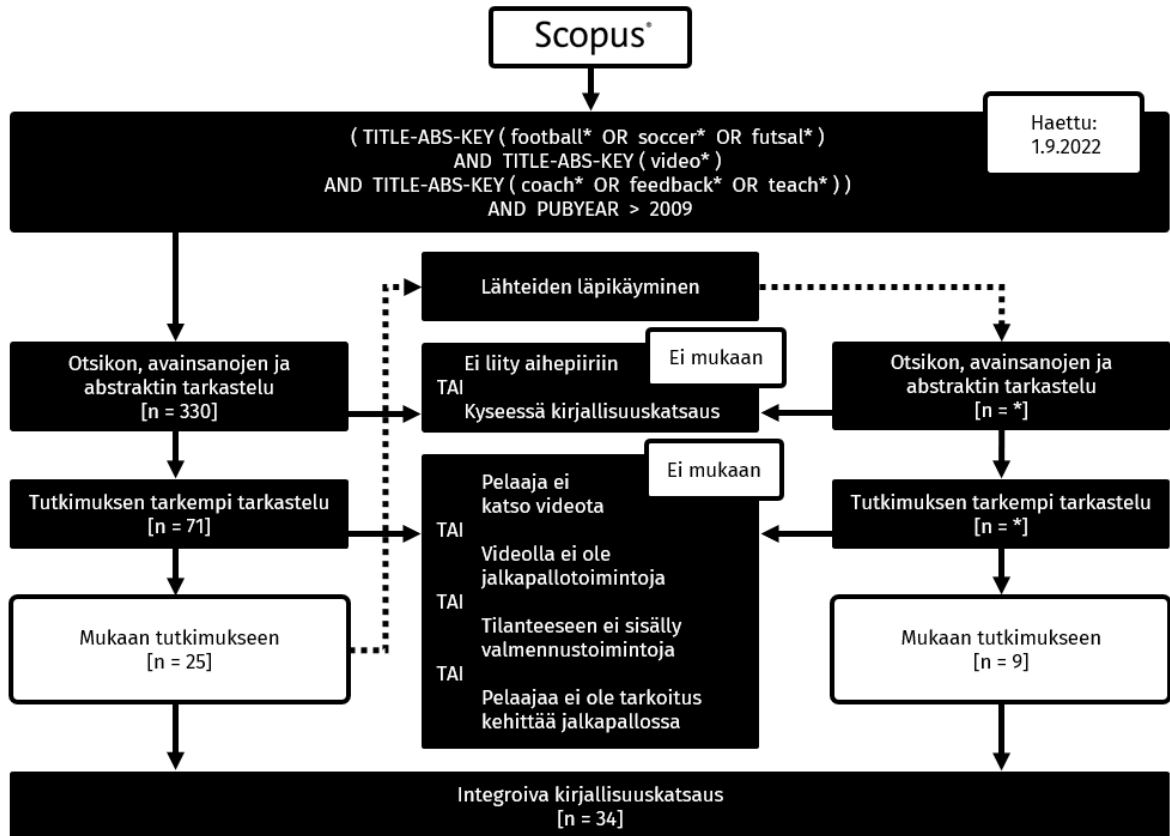 Scopus®
( TITLE-ABS-KEY ( football* OR soccer* OR futsal* )
AND TITLE-ABS-KEY ( video* )
AND TITLE-ABS-KEY ( coach* OR feedback* OR teach* ) )
AND PUBYEAR > 2009
Haettu:
1.9.2022
Lähteiden läpikäyminen
Otsikon, avainsanojen ja
abstraktin tarkastelu
[n = 330]
Ei liity aihepiiriin
TAI
Kyseessä kirjallisuuskatsaus
Ei mukaan
Otsikon, avainsanojen ja
abstraktin tarkastelu
[n = *]
Tutkimuksen tarkempi tarkastelu
[n = 71]
Ei mukaan
Pelaaja ei
katso videota
TAI
Videolla ei ole
jalkapallotoimintoja
TAI
Tilanteeseen ei sisälly
valmennustoimintoja
TAI
Pelaajaa ei ole tarkoitus
kehittää jalkapallossa
Tutkimuksen tarkempi tarkastelu
[n = *]
Mukaan tutkimukseen
[n = 25]
Mukaan tutkimukseen
[n = 9]
Integroiva kirjallisuuskatsaus
[n = 34]